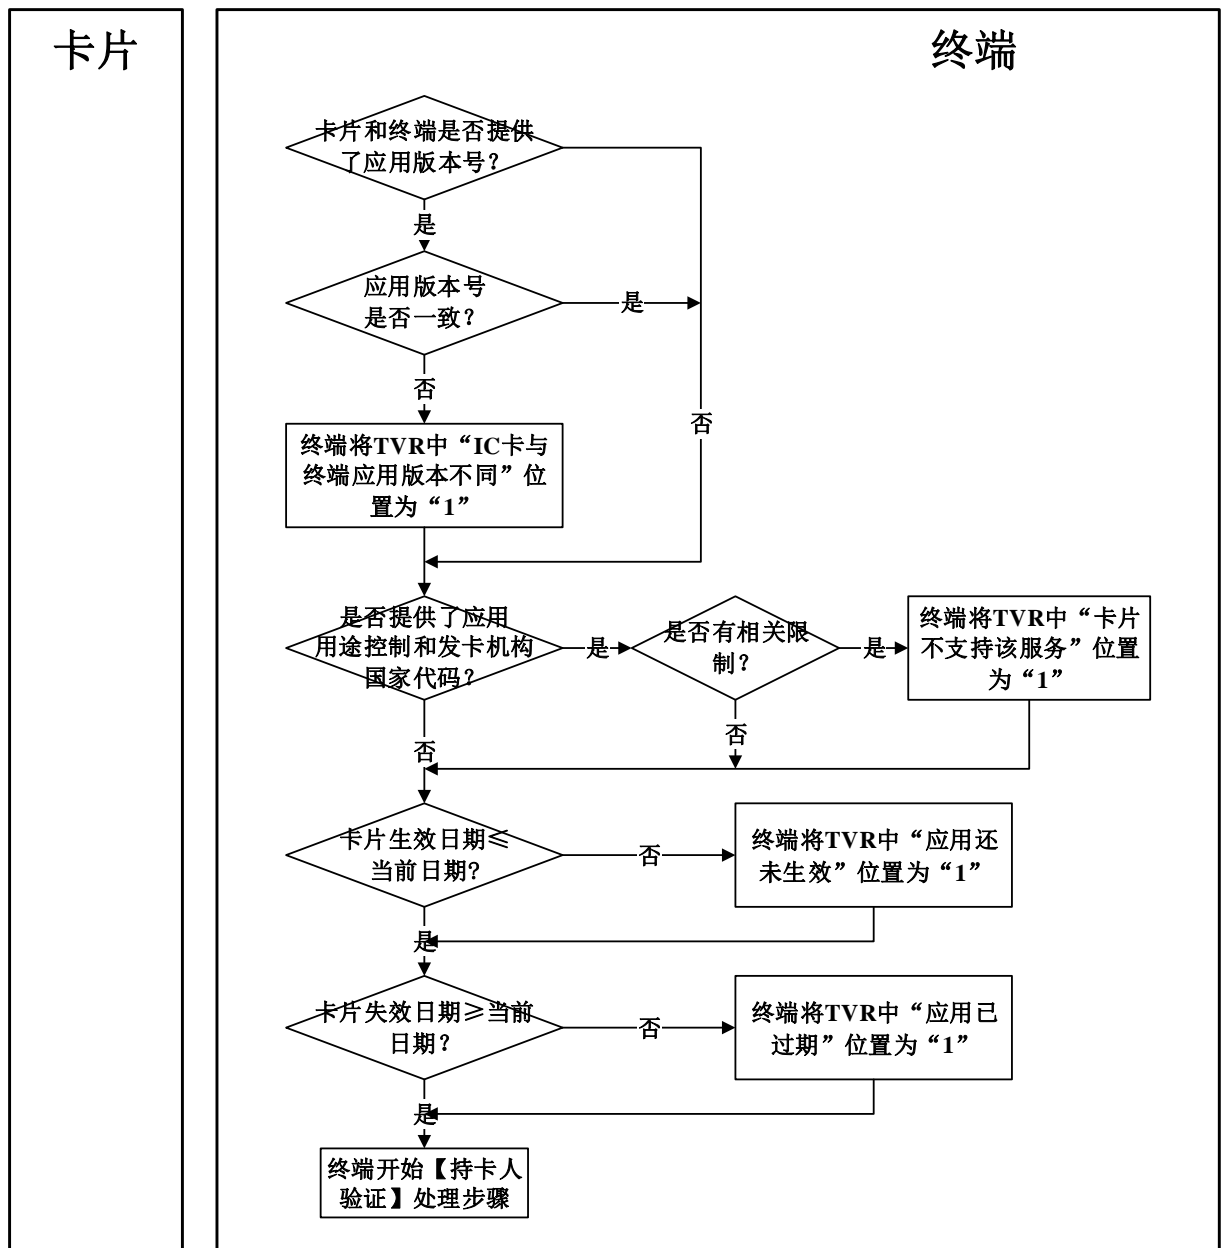 卡片
终端
卡片和终端是否提供
了应用版本号？
是
应用版本号
是否一致？
是
否
否
终端将TVR中“IC卡与
终端应用版本不同”位
置为“1”
是否提供了应用
用途控制和发卡机构
国家代码？
是
是否有相关限
制？
是
终端将TVR中“卡片
不支持该服务”位置
为“1”
否
否
卡片生效日期≤
当前日期?
否
终端将TVR中“应用还
未生效”位置为“1”
是
卡片失效日期≥当前
日期？
否
终端将TVR中“应用已
过期”位置为“1”
是
终端开始【持卡人
验证】处理步骤